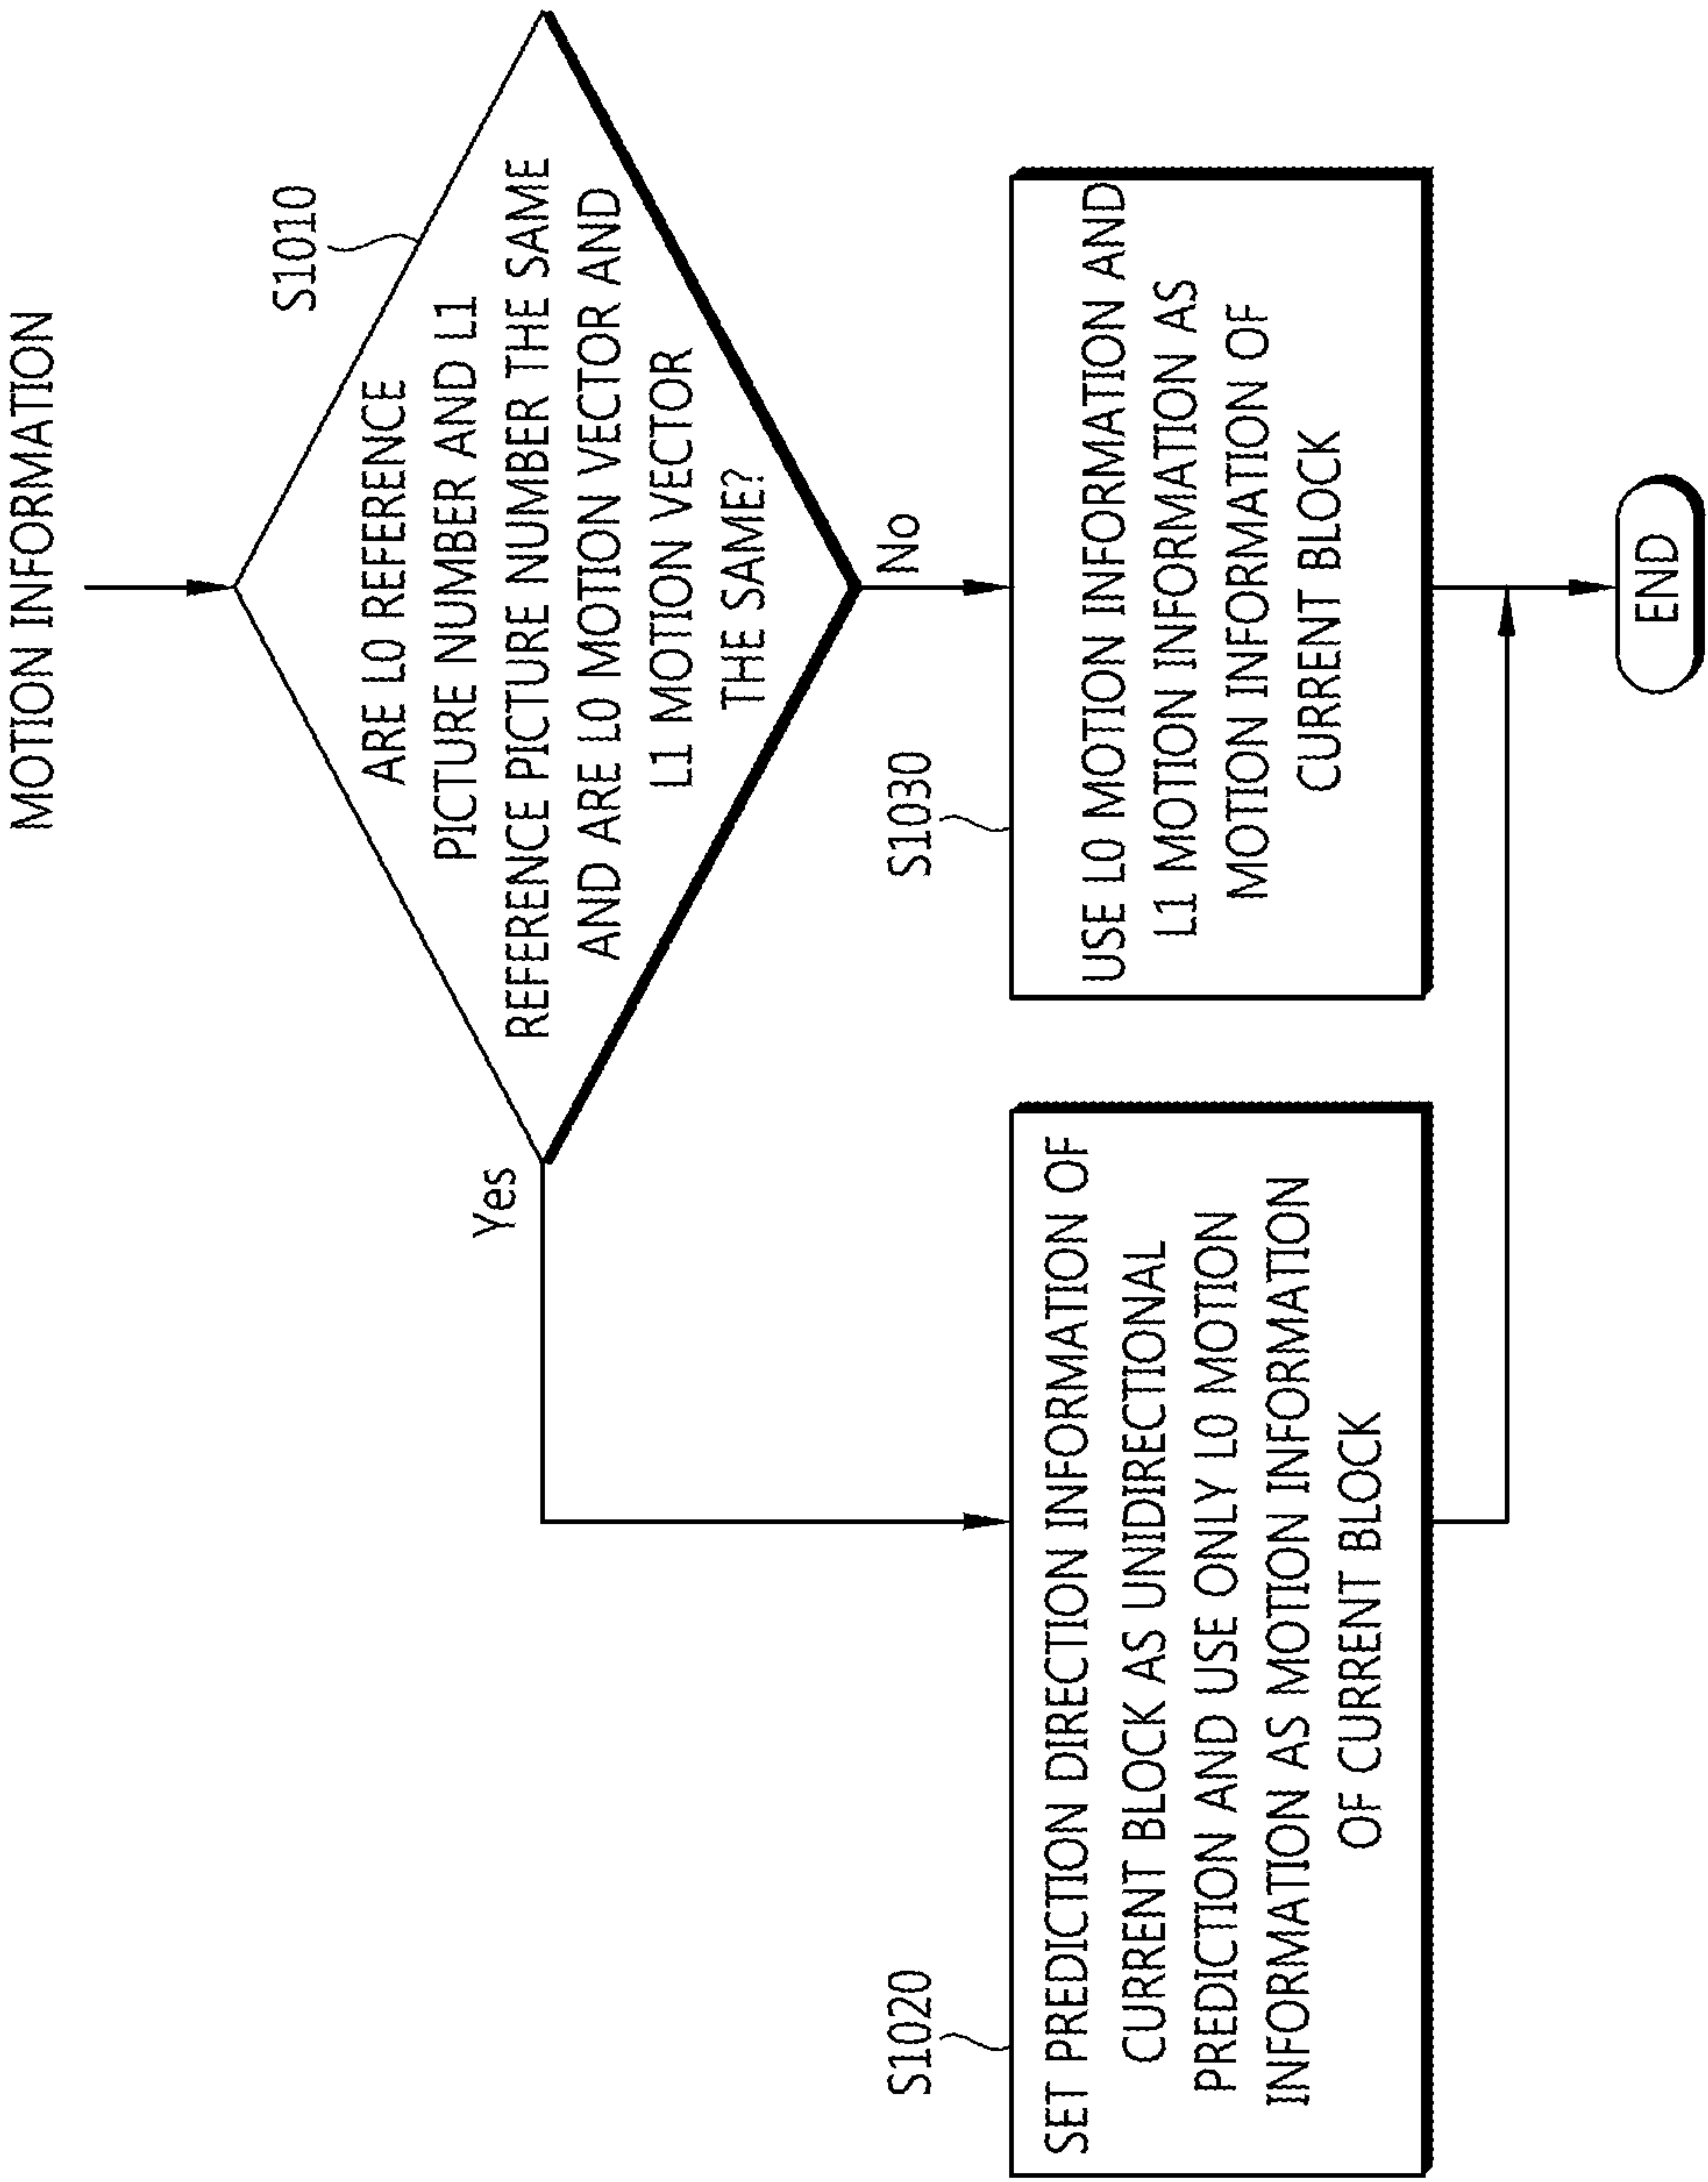 MOTION INFORMATION
S1010
ARE L0 REFERENCE
PICTURE NUMBER AND L1
REFERENCE PICTURE NUMBER THE SAME
AND ARE L0 MOTION VECTOR AND
L1 MOTION VECTOR
THE SAME?
Yes
No
S1020
SET PREDICTION DIRECTION INFORMATION OF
CURRENT BLOCK AS UNIDIRECTIONAL
PREDICTION AND USE ONLY L0 MOTION
INFORMATION AS MOTION INFORMATION
OF CURRENT BLOCK
S1030
USE L0 MOTION INFORMATION AND
L1 MOTION INFORMATION AS
MOTION INFORMATION OF
CURRENT BLOCK
END